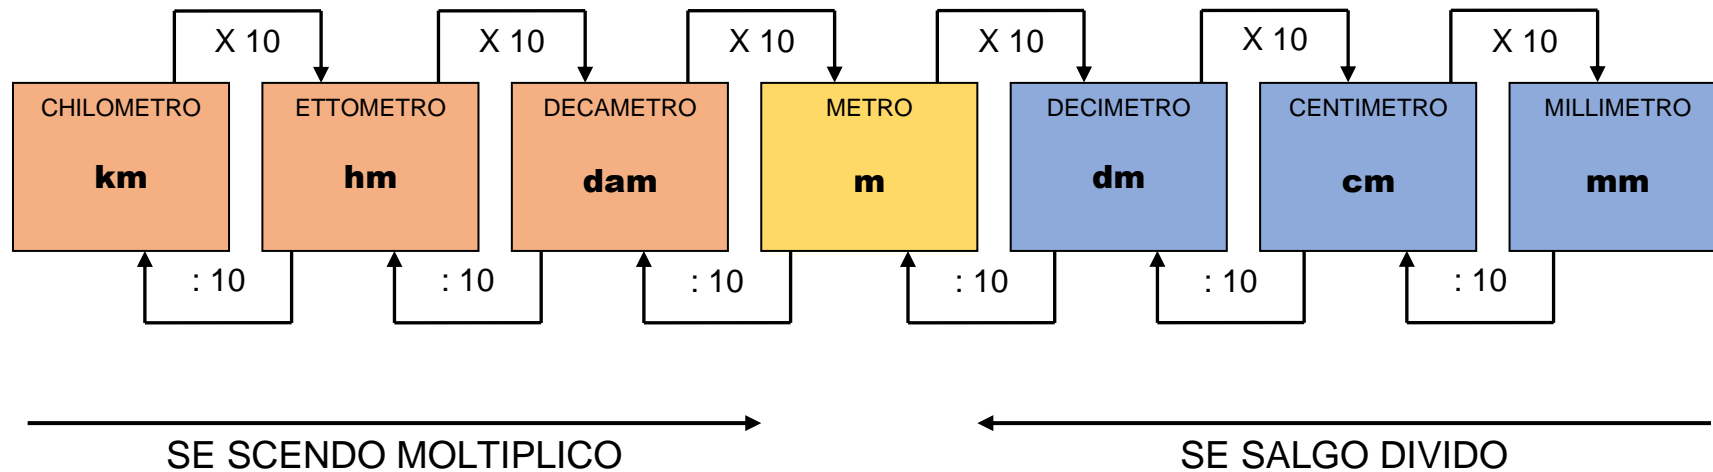 X 10 X 10 X 10 X 10 X 10 X 10
CHILOMETRO ETTOMETRO DECAMETRO METRO DECIMETRO CENTIMETRO MILLIMETRO
km hm dam m dm cm mm
: 10 : 10 : 10 : 10 : 10 : 10
SE SCENDO MOLTIPLICO SE SALGO DIVIDO